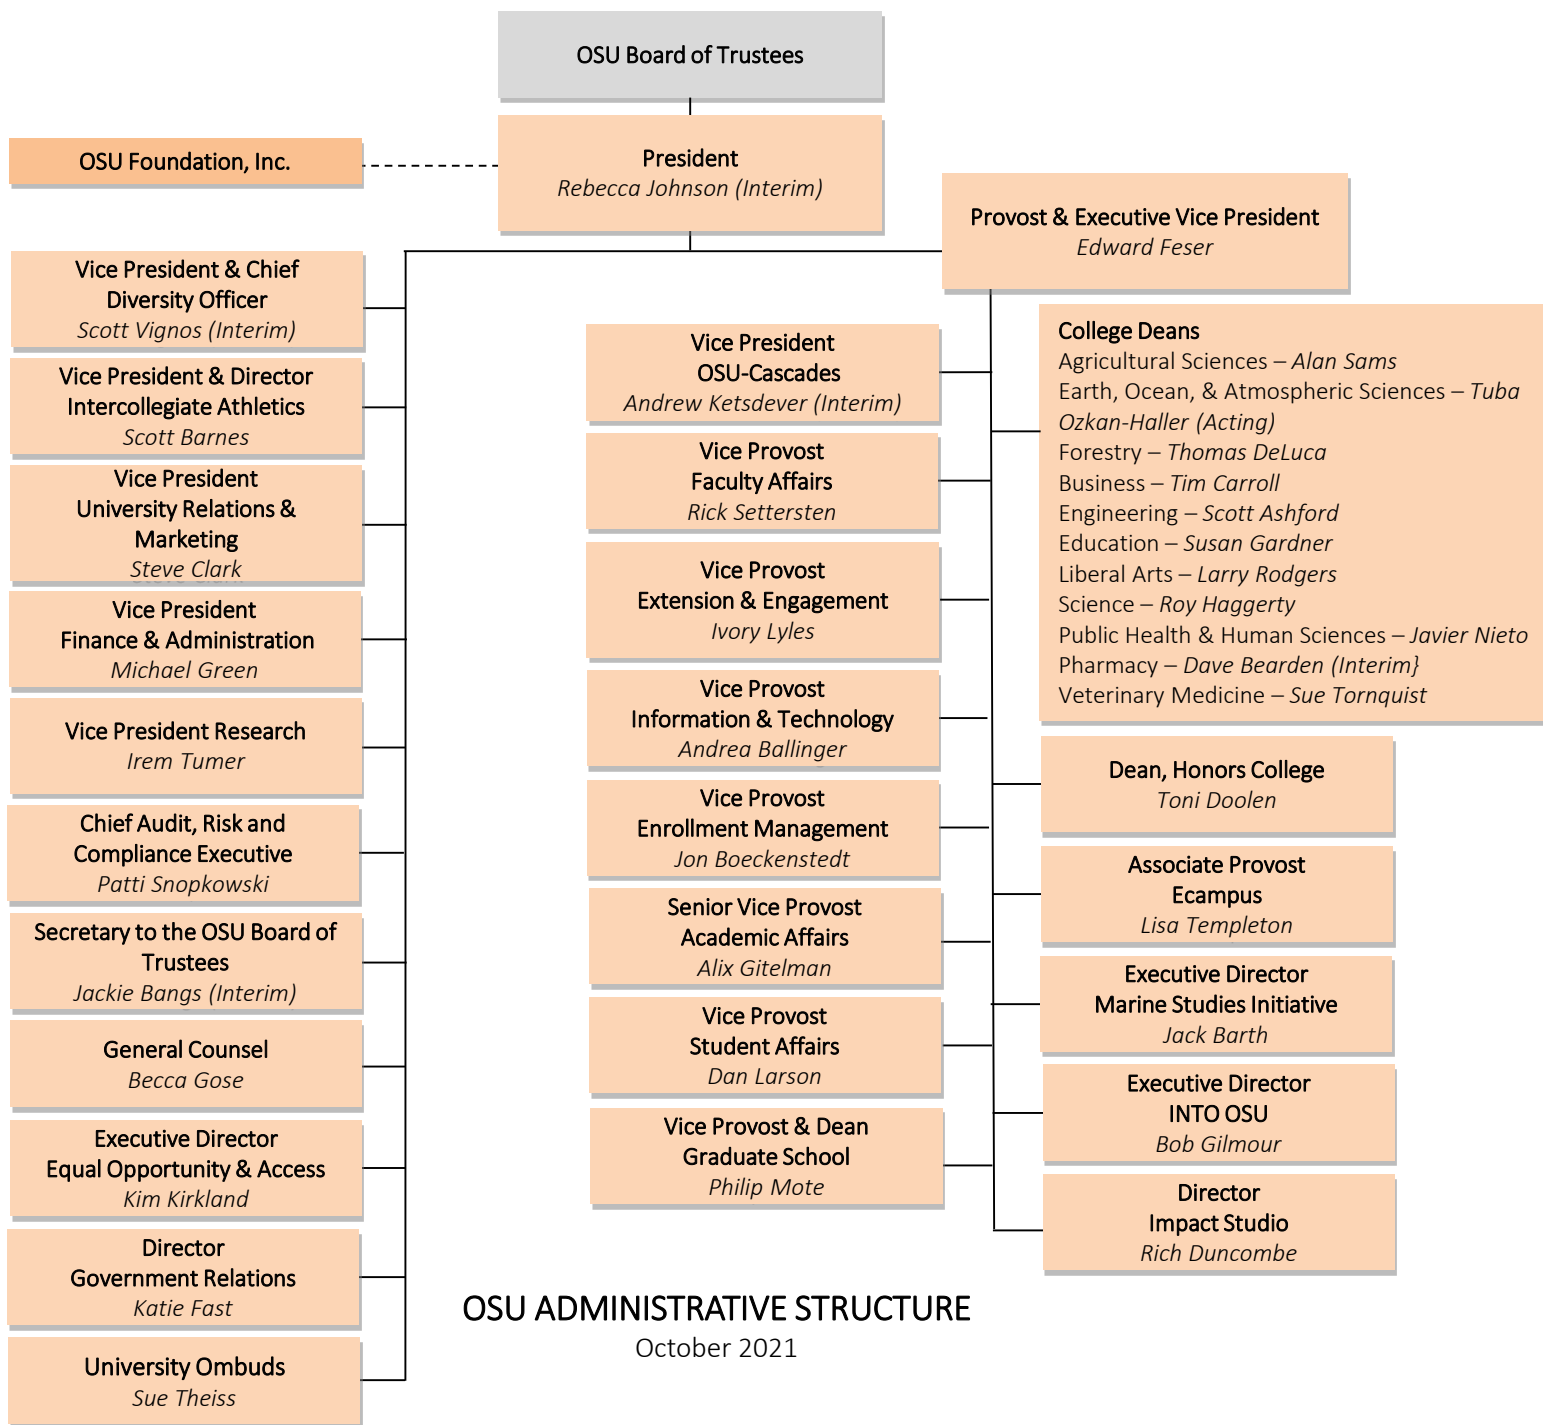 OSU Board of Trustees
OSU Foundation, Inc.
President
Rebecca Johnson (Interim)
Provost & Executive Vice President
Edward Feser
Vice President & Chief
Diversity Officer
Scott Vignos (Interim)
Vice President & Director
Intercollegiate Athletics
Scott Barnes
Vice President
University Relations &
Marketing
Steve Clark
Vice President
Finance & Administration
Michael Green
Vice President Research
Irem Tumer
Chief Audit, Risk and
Compliance Executive
Patti Snopkowski
Secretary to the OSU Board of
Trustees
Jackie Bangs (Interim)
General Counsel
Becca Gose
Executive Director
Equal Opportunity & Access
Kim Kirkland
Director
Government Relations
Katie Fast
University Ombuds
Sue Theiss
Vice President
OSU-Cascades
Andrew Ketsdever (Interim)
Vice Provost
Faculty Affairs
Rick Settersten
Vice Provost
Extension & Engagement
Ivory Lyles
Vice Provost
Information & Technology
Andrea Ballinger
Vice Provost
Enrollment Management
Jon Boeckenstedt
Senior Vice Provost
Academic Affairs
Alix Gitelman
Vice Provost
Student Affairs
Dan Larson
Vice Provost & Dean
Graduate School
Philip Mote
College Deans
Agricultural Sciences – Alan Sams
Earth, Ocean, & Atmospheric Sciences – Tuba
Ozkan-Haller (Acting)
Forestry – Thomas DeLuca
Business – Tim Carroll
Engineering – Scott Ashford
Education – Susan Gardner
Liberal Arts – Larry Rodgers
Science – Roy Haggerty
Public Health & Human Sciences – Javier Nieto
Pharmacy – Dave Bearden (Interim}
Veterinary Medicine – Sue Tornquist
Dean, Honors College
Toni Doolen
Associate Provost
Ecampus
Lisa Templeton
Executive Director
Marine Studies Initiative
Jack Barth
Executive Director
INTO OSU
Bob Gilmour
Director
Impact Studio
Rich Duncombe
OSU ADMINISTRATIVE STRUCTURE
October 2021